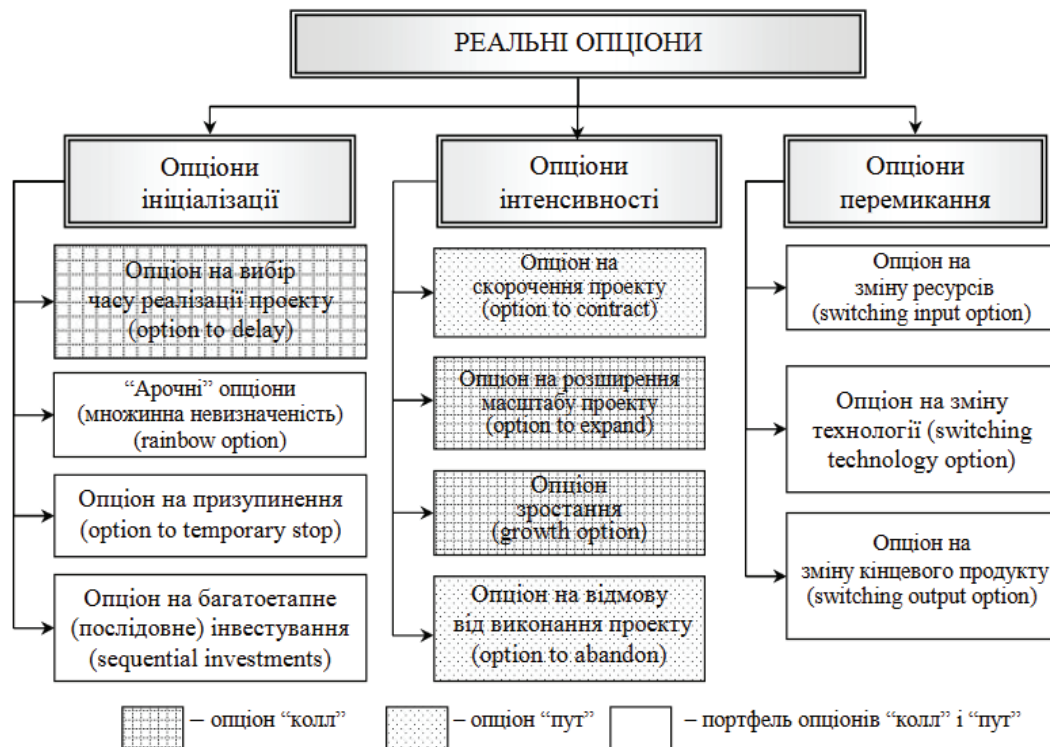 РЕАЛЬНІ ОПЦІОНИ
Опціони
ініціалізації
Опціон на вибір
часу реалізації проекту
(option to delay)
“Арочні” опціони
(множинна невизначеність)
(rainbow option)
Опціон на призупинення
(option to temporary stop)
Опціон на багатоетапне
(послідовне) інвестування
(sequential investments)
Опціони
інтенсивності
Опціон на
скорочення проекту
(option to contract)
Опціон на розширення
масштабу проекту
(option to expand)
Опціон
зростання
(growth option)
Опціон на відмову
від виконання проекту
(option to abandon)
Опціони
перемикання
Опціон на
зміну ресурсів
(switching input option)
Опціон на зміну
технології (switching
technology option)
Опціон на
зміну кінцевого продукту
(switching output option)
– опціон “колл”
– опціон “пут”
– портфель опціонів “колл” і “пут”